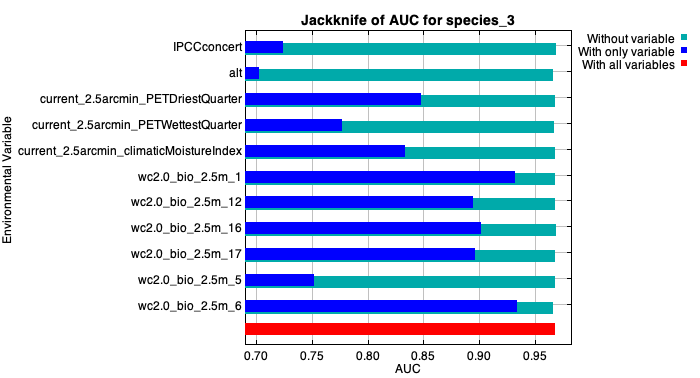 Jackknife of AUC for species_3
Without variable
With only variable
With all variables
Environmental Variable
IPCCconcert
alt
current_2.5arcmin_PETDriestQuarter
current_2.5arcmin_PETWettestQuarter
current_2.5arcmin_climaticMoistureIndex
wc2.0_bio_2.5m_1
wc2.0_bio_2.5m_12
wc2.0_bio_2.5m_16
wc2.0_bio_2.5m_17
wc2.0_bio_2.5m_5
wc2.0_bio_2.5m_6
0.70 0.75 0.80 0.85 0.90 0.95
AUC